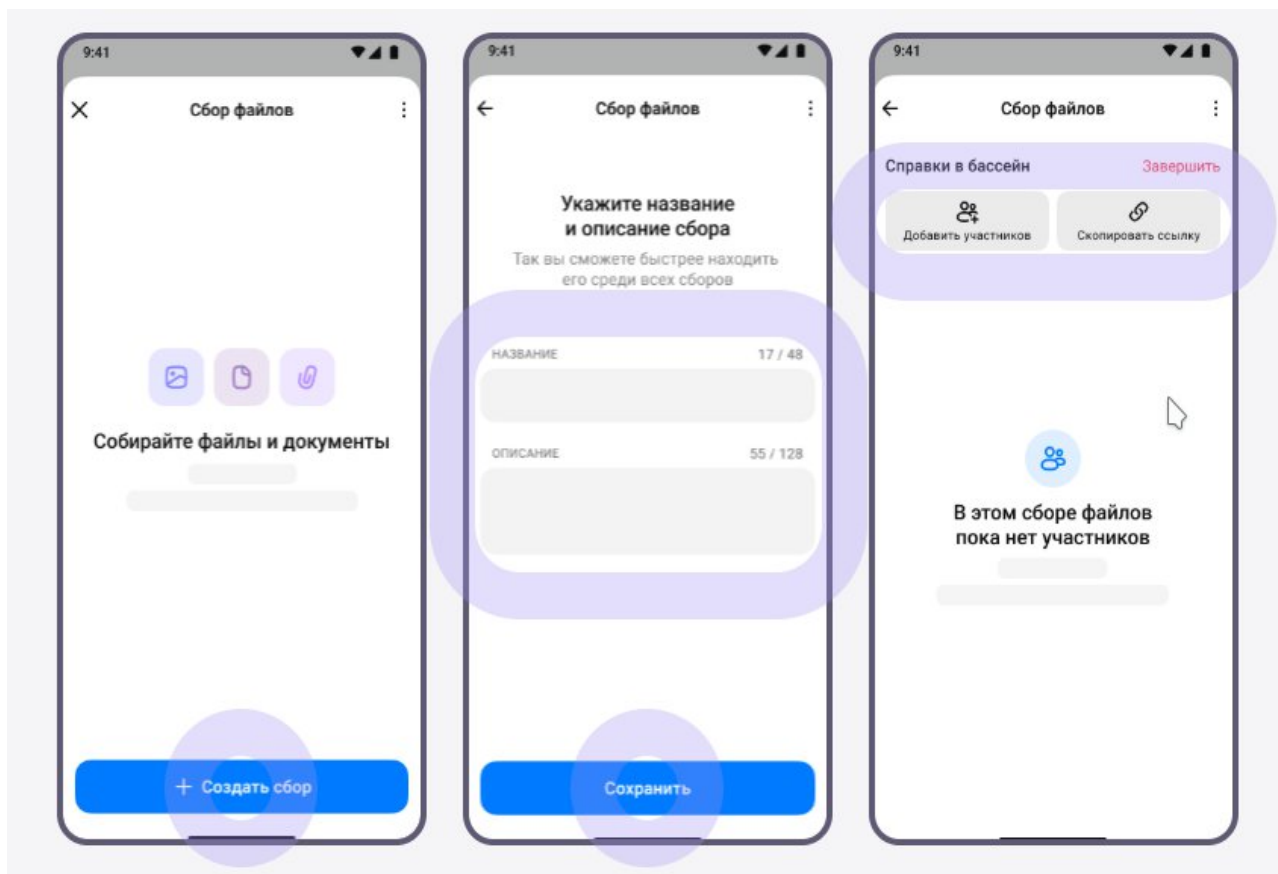 9:41
Сбор файлов
Собирайте файлы и документы
+ Создать сбор
9:41
Сбор файлов
Укажите название
и описание сбора
Так вы сможете быстрее находить
его среди всех сборов
НАЗВАНИЕ 17 / 48
ОПИСАНИЕ 55 / 128
Сохранить
9:41
Сбор файлов
Справки в бассейн Завершить
Добавить участников Скопировать ссылку
В этом сборе файлов
пока нет участников